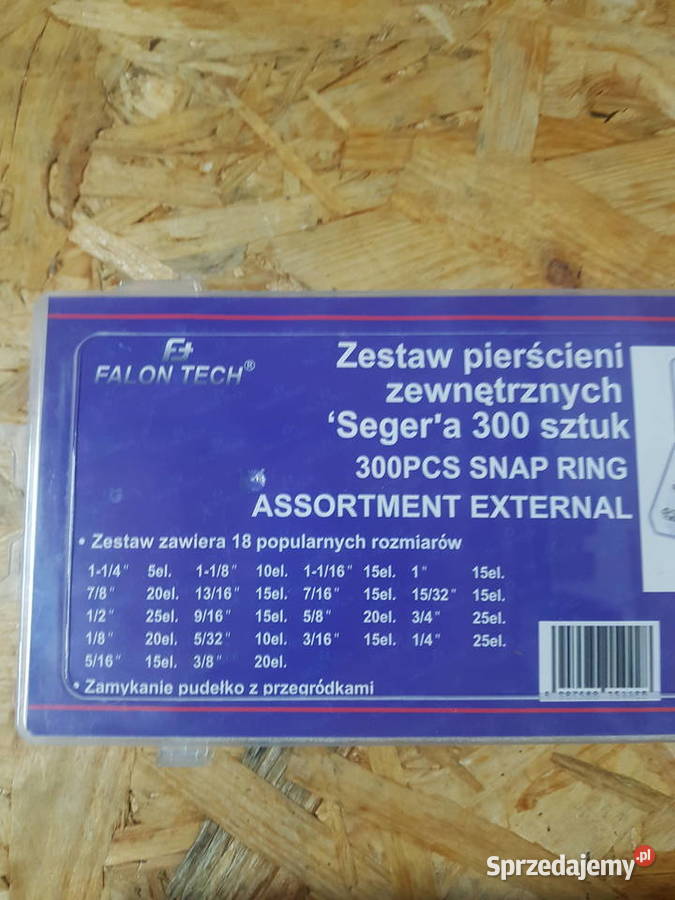 FALON TECH®
Zestaw pierścieni
zewnętrznych
‘Seger'a 300 sztuk
300PCS SNAP RING
ASSORTMENT EXTERNAL
• Zestaw zawiera 18 popularnych rozmiarów
1-1/4" 5el. 1-1/8" 10el. 1-1/16" 15el. 1" 15el.
7/8" 20el. 13/16" 15el. 7/16" 15el. 15/32" 15el.
1/2" 25el. 9/16" 15el. 5/8" 20el. 3/4" 25el.
1/8" 20el. 5/32" 10el. 3/16" 15el. 1/4" 25el.
5/16" 15el. 3/8" 20el.
• Zamykanie pudełko z przegródkami
Sprzedajemy.pl